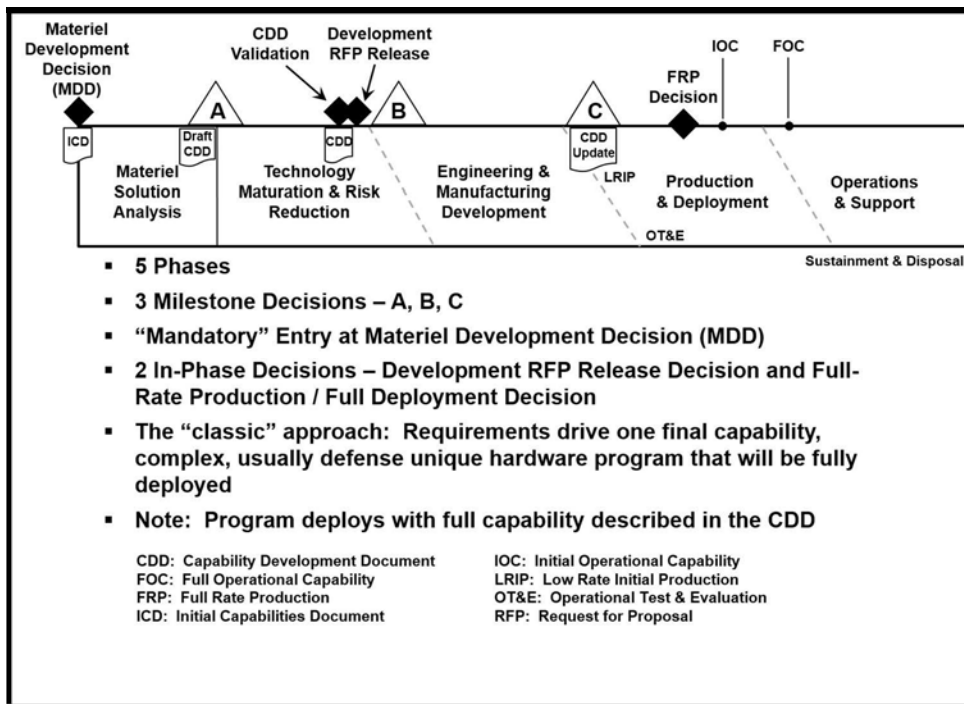 Materiel
Development
Decision
(MDD)
CDD
Validation
Development
RFP Release
IOC
FOC
FRP
Decision
A
B
C
ICD
Draft
CDD
CDD
CDD
Update
LRIP
Materiel
Solution
Analysis
Technology
Maturation & Risk
Reduction
Engineering &
Manufacturing
Development
Production
& Deployment
Operations
& Support
OT&E
Sustainment & Disposal
▪ 5 Phases
▪ 3 Milestone Decisions – A, B, C
▪ “Mandatory” Entry at Materiel Development Decision (MDD)
▪ 2 In-Phase Decisions – Development RFP Release Decision and Full-
Rate Production / Full Deployment Decision
▪ The “classic” approach: Requirements drive one final capability,
complex, usually defense unique hardware program that will be fully
deployed
▪ Note: Program deploys with full capability described in the CDD
CDD: Capability Development Document
FOC: Full Operational Capability
FRP: Full Rate Production
ICD: Initial Capabilities Document
IOC: Initial Operational Capability
LRIP: Low Rate Initial Production
OT&E: Operational Test & Evaluation
RFP: Request for Proposal